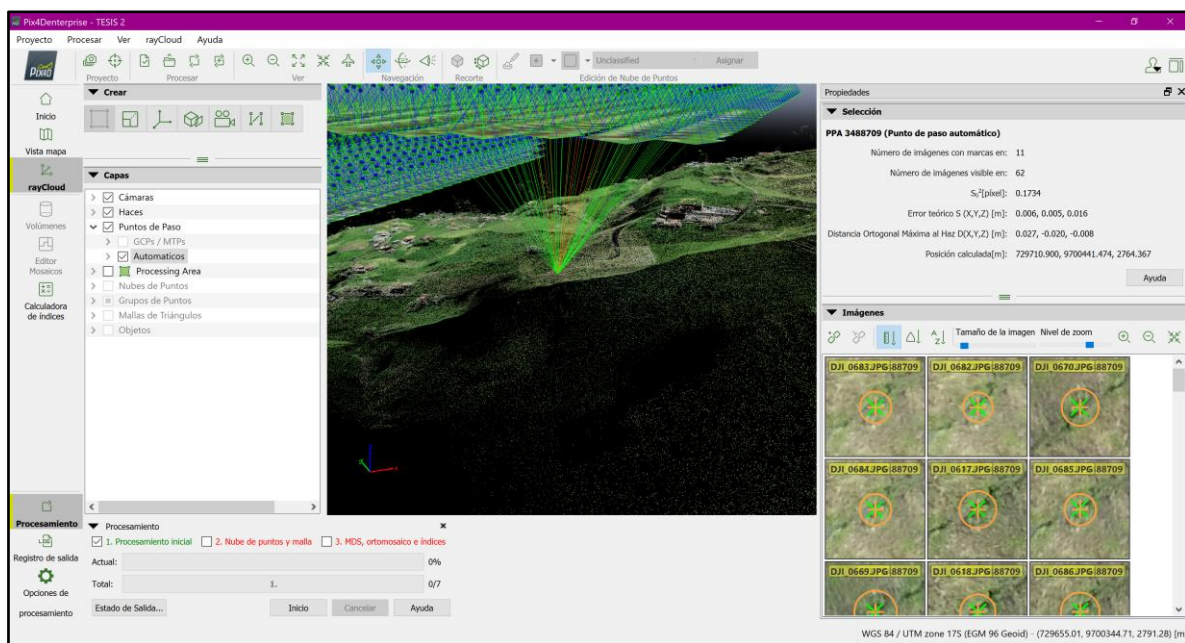 Pix4Denterprise - TESIS 2
Proyecto Procesar Ver rayCloud Ayuda
PIX4D
Proyecto Procesar Ver Navegación Recorte Edición de Nube de Puntos
Unclassified Asignar
Inicio
Vista mapa
rayCloud
Volúmenes
Editor
Mosaicos
Calculadora
de índices
Procesamiento
Registro de salida
Opciones de
procesamiento
Crear
Capas
Cámaras
Haces
Puntos de Paso
GCPs / MTPs
Automaticos
Processing Area
Nubes de Puntos
Grupos de Puntos
Mallas de Triángulos
Objetos
Procesamiento
1. Procesamiento inicial 2. Nube de puntos y malla 3. MDS, ortomosaico e índices
Actual: 0%
Total: 1. 0/7
Estado de Salida... Inicio Cancelar Ayuda
Propiedades
Selección
PPA 3488709 (Punto de paso automático)
Número de imágenes con marcas en: 11
Número de imágenes visible en: 62
S₀²[píxel]: 0.1734
Error teórico S (X,Y,Z) [m]: 0.006, 0.005, 0.016
Distancia Ortogonal Máxima al Haz D(X,Y,Z) [m]: 0.027, -0.020, -0.008
Posición calculada[m]: 729710.900, 9700441.474, 2764.367
Ayuda
Imágenes
Tamaño de la imagen Nivel de zoom
DJI_0683.JPG 88709 DJI_0682.JPG 88709 DJI_0670.JPG 88709
DJI_0684.JPG 88709 DJI_0617.JPG 88709 DJI_0685.JPG 88709
DJI_0669.JPG 88709 DJI_0618.JPG 88709 DJI_0686.JPG 88709
WGS 84 / UTM zone 17S (EGM 96 Geoid) - (729655.01, 9700344.71, 2791.28) [m]